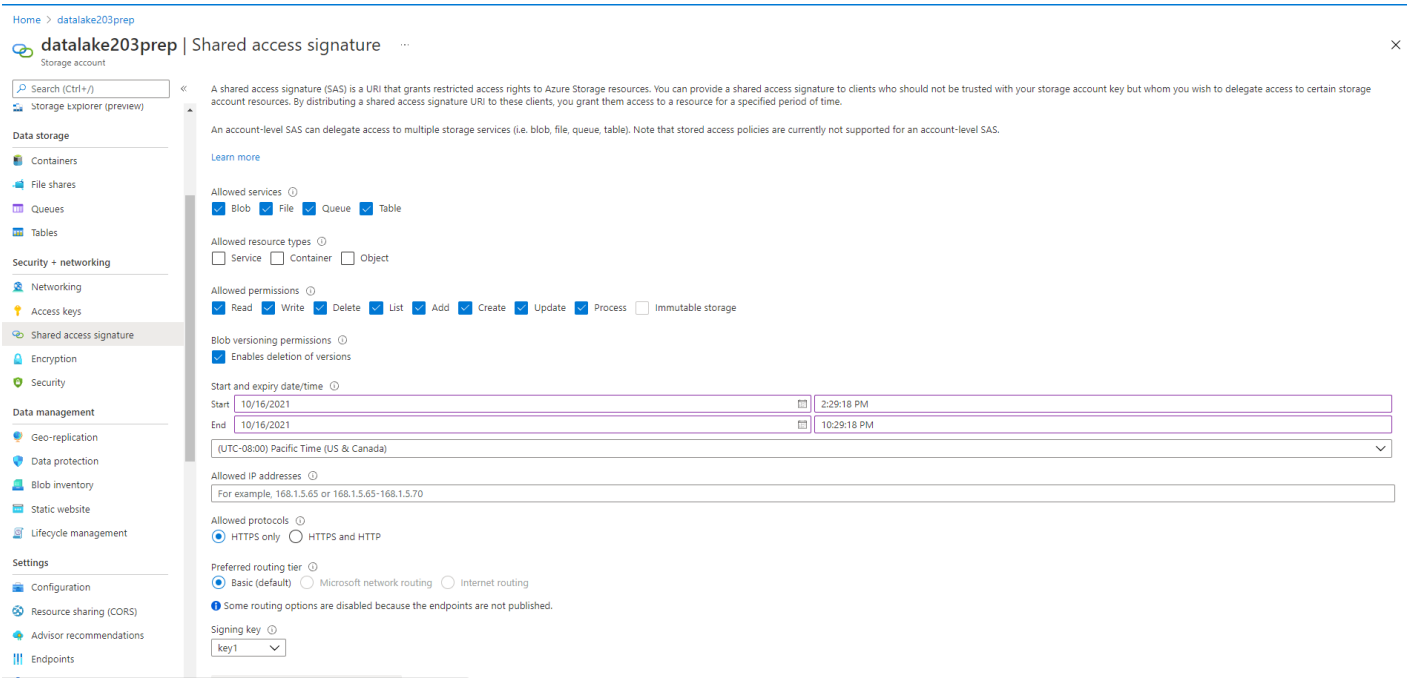 Home > datalake203prep
datalake203prep | Shared access signature ...
Storage account
Search (Ctrl+/)
Storage Explorer (preview)
Data storage
Containers
File shares
Queues
Tables
Security + networking
Networking
Access keys
Shared access signature
Encryption
Security
Data management
Geo-replication
Data protection
Blob inventory
Static website
Lifecycle management
Settings
Configuration
Resource sharing (CORS)
Advisor recommendations
Endpoints
A shared access signature (SAS) is a URI that grants restricted access rights to Azure Storage resources. You can provide a shared access signature to clients who should not be trusted with your storage account key but whom you wish to delegate access to certain storage
account resources. By distributing a shared access signature URI to these clients, you grant them access to a resource for a specified period of time.
An account-level SAS can delegate access to multiple storage services (i.e. blob, file, queue, table). Note that stored access policies are currently not supported for an account-level SAS.
Learn more
Allowed services
Blob File Queue Table
Allowed resource types
Service Container Object
Allowed permissions
Read Write Delete List Add Create Update Process Immutable storage
Blob versioning permissions
Enables deletion of versions
Start and expiry date/time
Start 10/16/2021 2:29:18 PM
End 10/16/2021 10:29:18 PM
(UTC-08:00) Pacific Time (US & Canada)
Allowed IP addresses
For example, 168.1.5.65 or 168.1.5.65-168.1.5.70
Allowed protocols
HTTPS only HTTPS and HTTP
Preferred routing tier
Basic (default) Microsoft network routing Internet routing
Some routing options are disabled because the endpoints are not published.
Signing key
key1